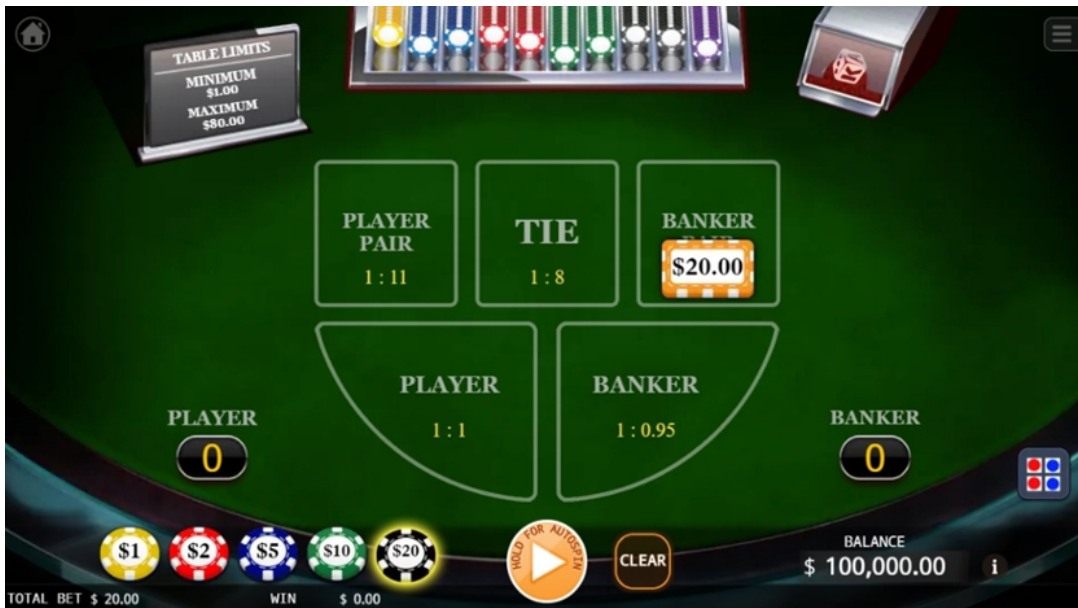 TABLE LIMITS
MINIMUM
$1.00
MAXIMUM
$80.00
PLAYER
PAIR
1 : 11
TIE
1 : 8
BANKER
$20.00
PLAYER
1 : 1
BANKER
1 : 0.95
PLAYER
0
BANKER
0
$1
$2
$5
$10
$20
HOLD FOR AUTOSPIN
CLEAR
BALANCE
$ 100,000.00
i
TOTAL BET $ 20.00
WIN $ 0.00